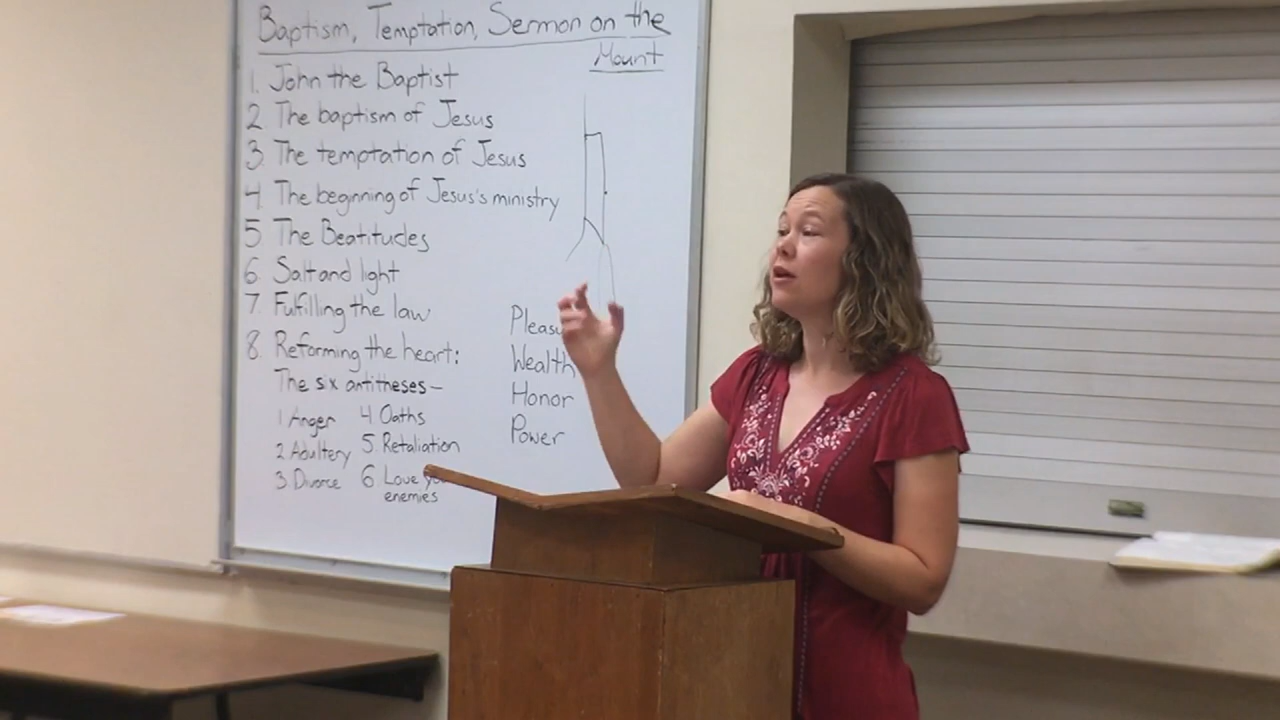 Baptism, Temptation, Sermon on the
Mount
1. John the Baptist
2. The baptism of Jesus
3. The temptation of Jesus
4. The beginning of Jesus's ministry
5. The Beatitudes
6. Salt and light
7. Fulfilling the law
8. Reforming the heart:
The six antitheses—
1 Anger 4 Oaths
2 Adultery 5. Retaliation
3 Divorce 6. Love
enemies
Wealth
Honor
Power